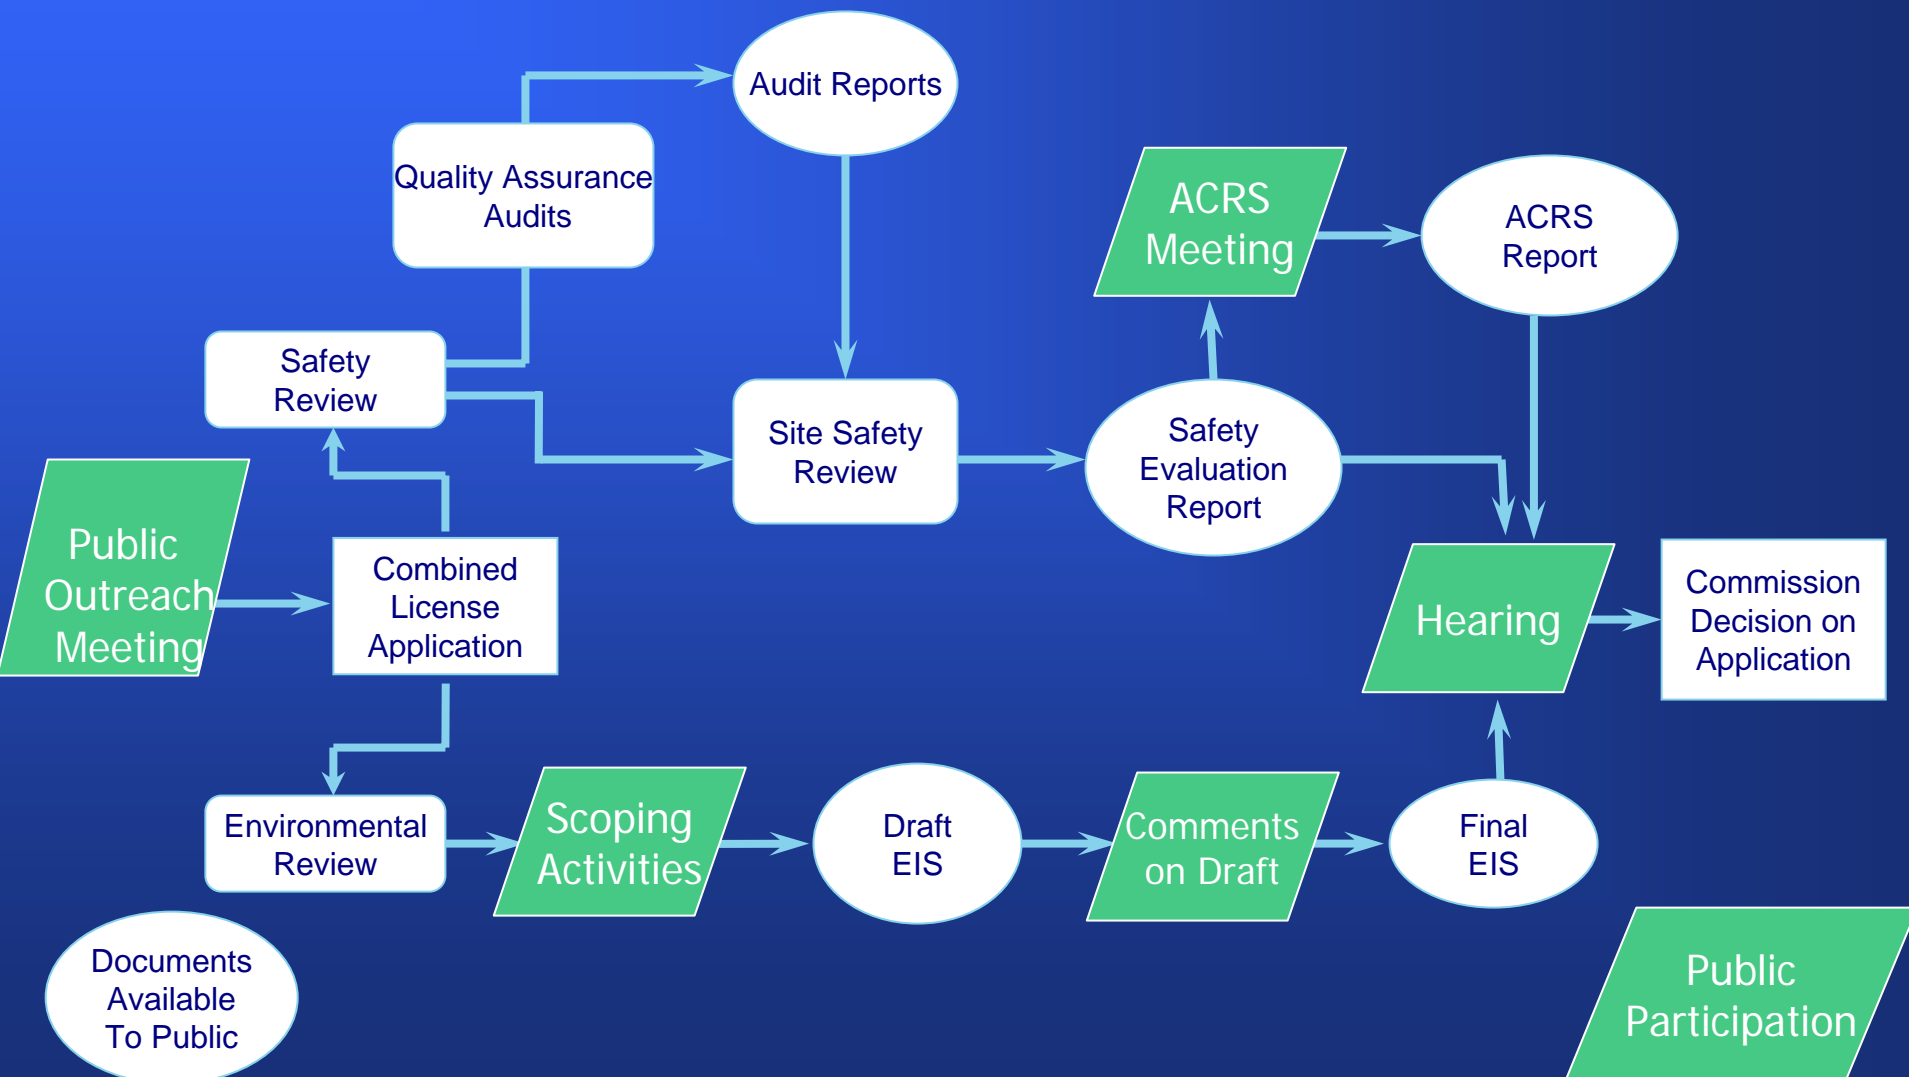 Audit Reports
Quality Assurance
Audits
ACRS
Meeting
ACRS
Report
Safety
Review
Site Safety
Review
Safety
Evaluation
Report
Public
Outreach
Meeting
Combined
License
Application
Hearing
Commission
Decision on
Application
Environmental
Review
Scoping
Activities
Draft
EIS
Comments
on Draft
Final
EIS
Documents
Available
To Public
Public
Participation